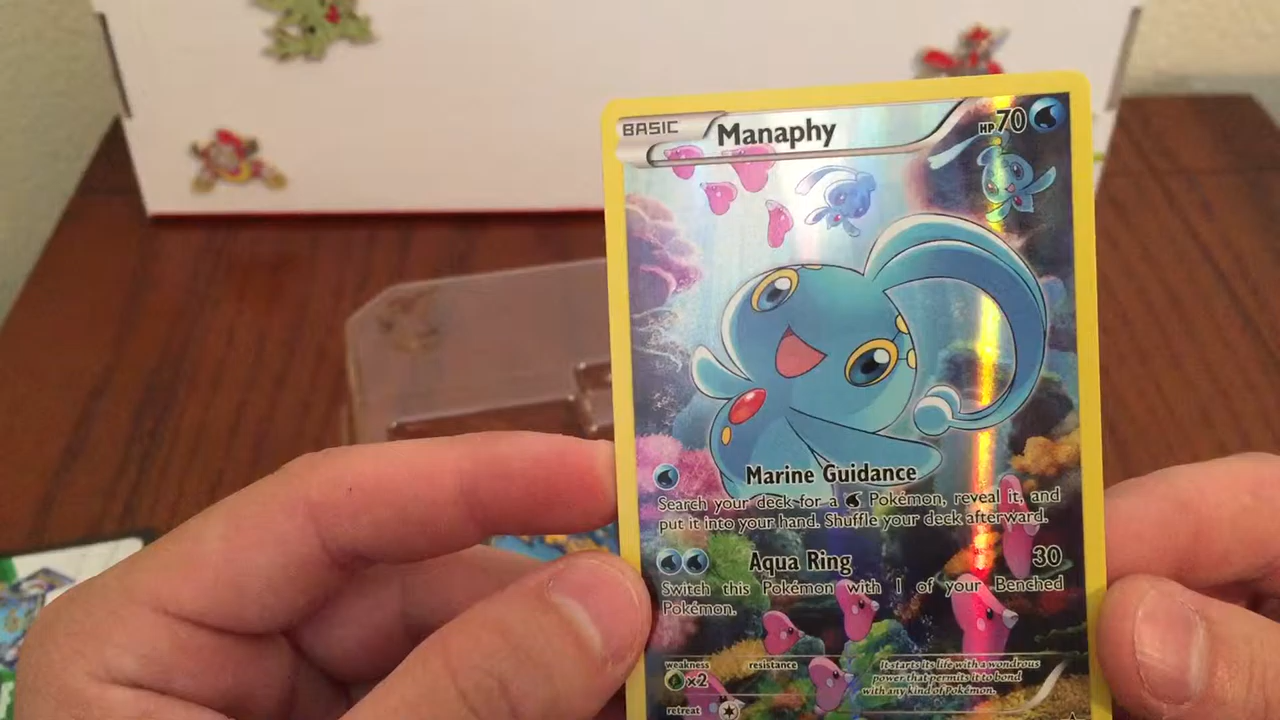 BASIC Manaphy HP70
Marine Guidance
Search your deck for a Pokémon, reveal it, and
put it into your hand. Shuffle your deck afterward.
Aqua Ring 30
Switch this Pokémon with 1 of your Benched
Pokémon.
weakness resistance
×2
It starts its life with a wondrous
power that permits it to bond
with any kind of Pokémon.
retreat